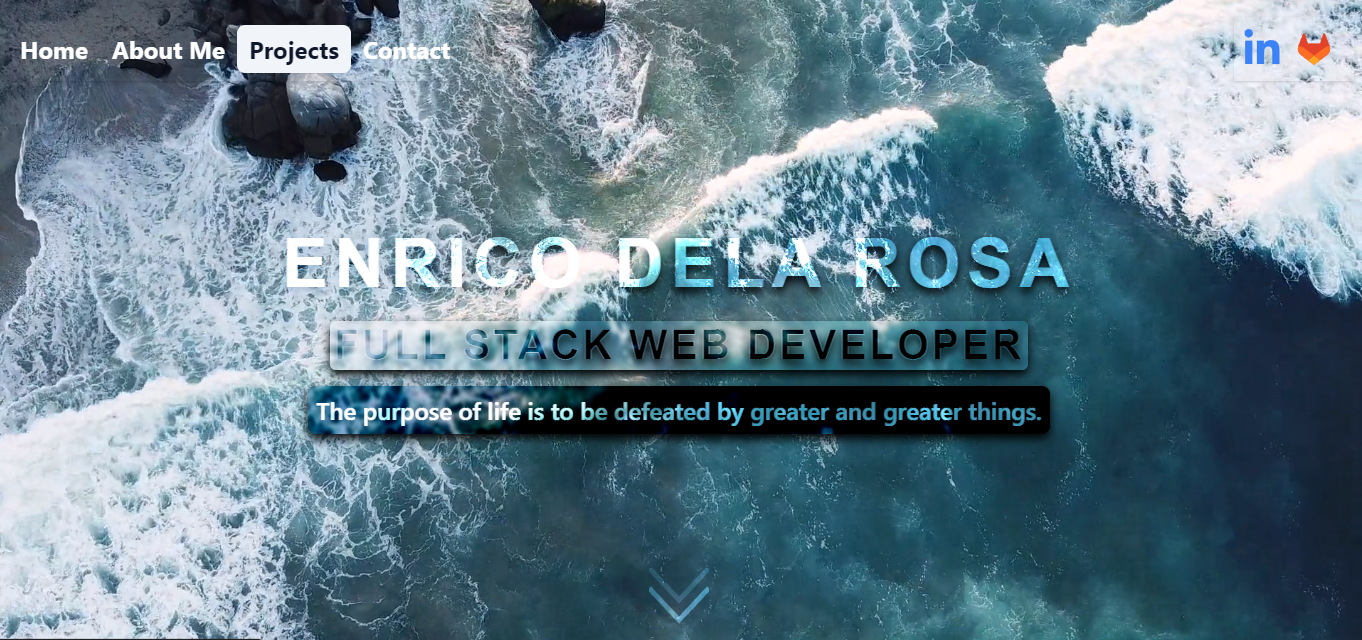 Home About Me Projects Contact in
ENRICO DELA ROSA
FULL STACK WEB DEVELOPER
The purpose of life is to be defeated by greater and greater things.